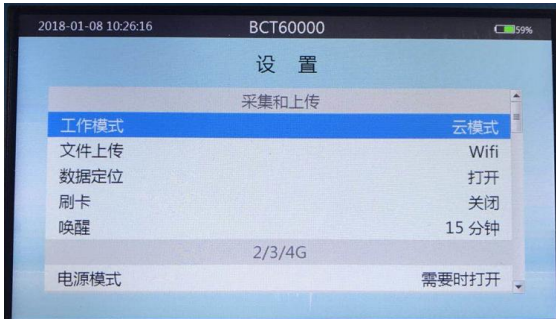 2018-01-08 10:26:16 BCT60000 59%
设 置
采集和上传
工作模式 云模式
文件上传 Wifi
数据定位 打开
刷卡 关闭
唤醒 15 分钟
2/3/4G
电源模式 需要时打开